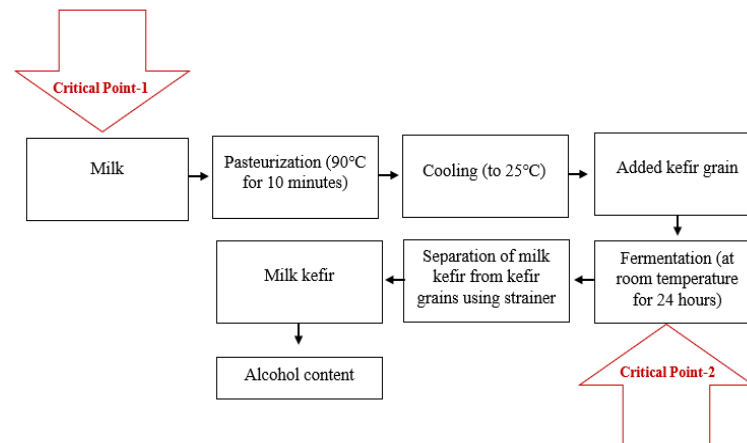 Critical Point-1
Milk
Pasteurization (90°C
for 10 minutes)
Cooling (to 25°C)
Added kefir grain
Fermentation (at
room temperature
for 24 hours)
Separation of milk
kefir from kefir
grains using strainer
Milk kefir
Alcohol content
Critical Point-2